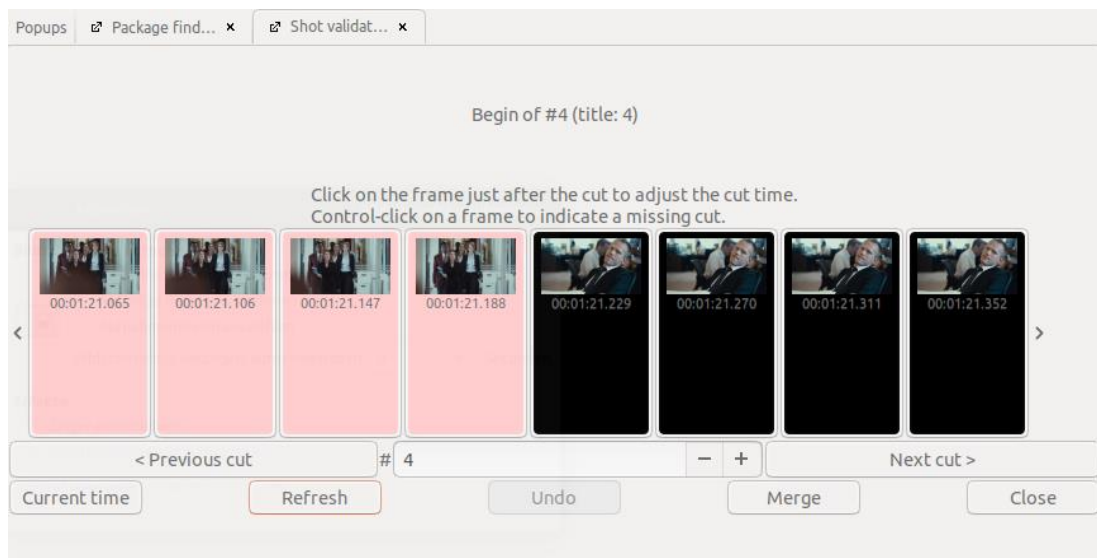 Popups Package find... × Shot validat... ×
Begin of #4 (title: 4)
Click on the frame just after the cut to adjust the cut time.
Control-click on a frame to indicate a missing cut.
00:01:21.065 00:01:21.106 00:01:21.147 00:01:21.188 00:01:21.229 00:01:21.270 00:01:21.311 00:01:21.352
< >
< Previous cut # 4 − + Next cut >
Current time Refresh Undo Merge Close